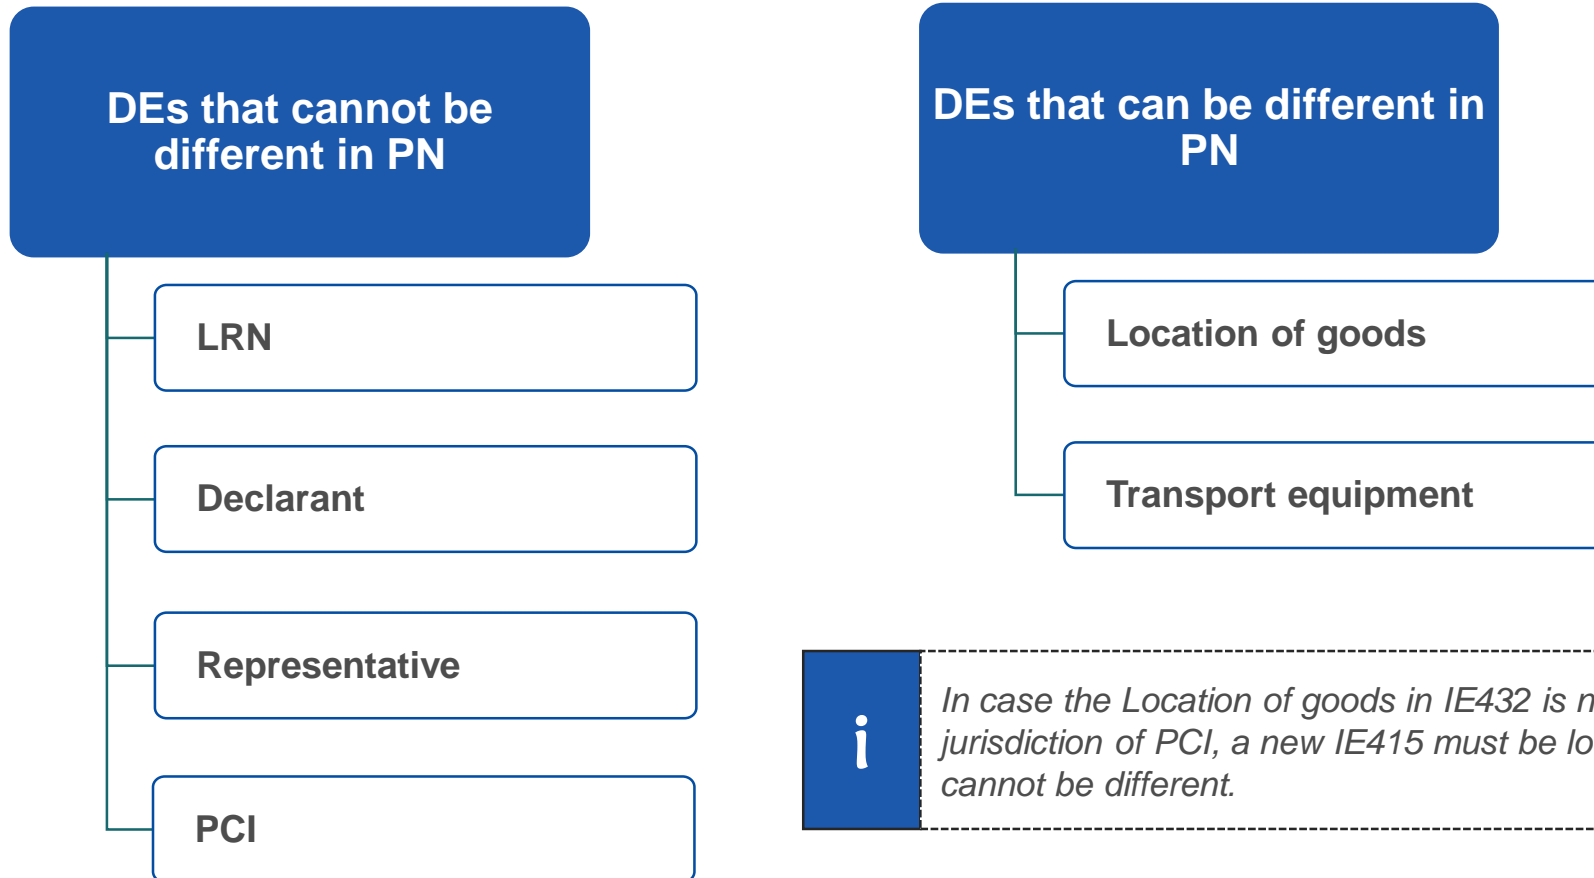 DEs that cannot be
different in PN
LRN
Declarant
Representative
PCI
DEs that can be different in
PN
Location of goods
Transport equipment
i
In case the Location of goods in IE432 is
jurisdiction of PCI, a new IE415 must be
cannot be different.